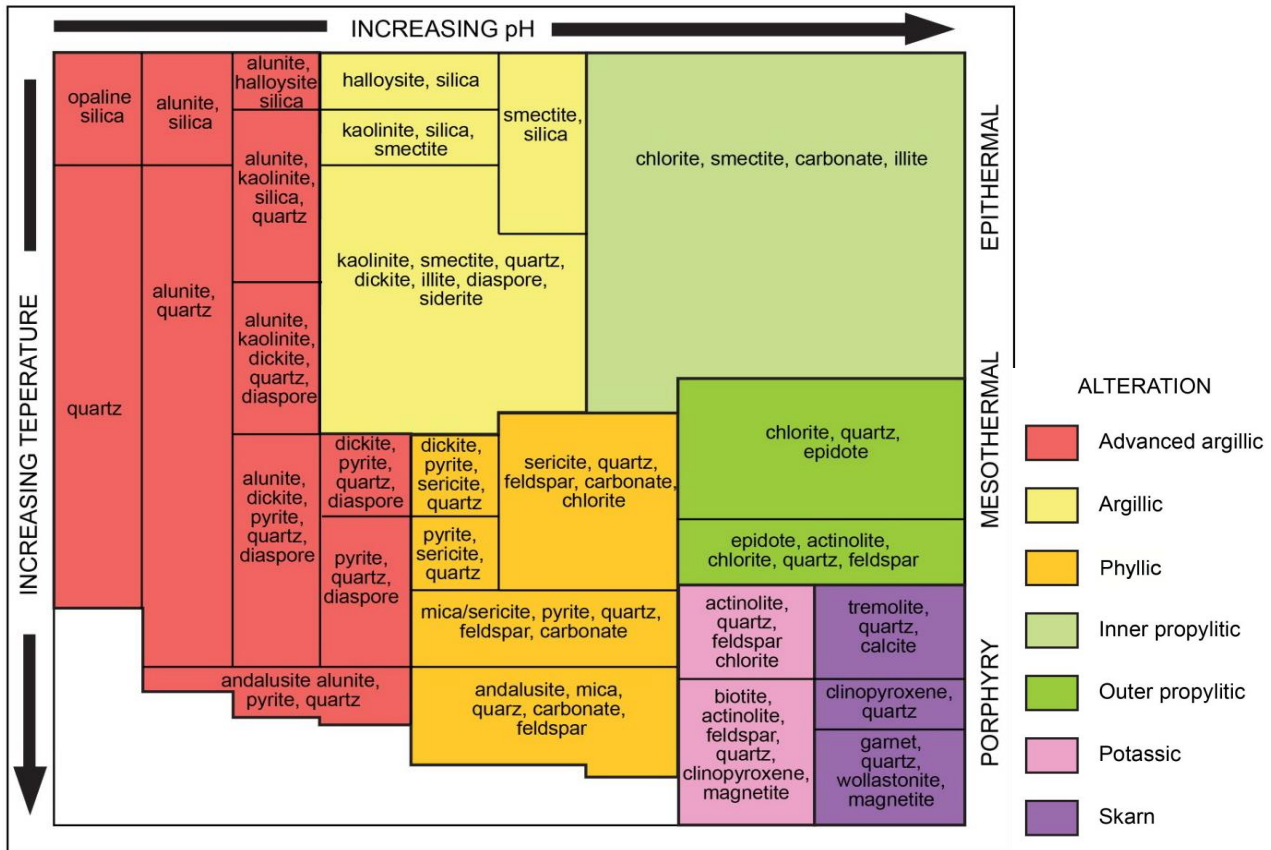 INCREASING pH
INCREASING TEPERATURE
opaline
silica
alunite,
silica
alunite,
halloysite
silica
halloysite, silica
kaolinite, silica,
smectite
smectite,
silica
chlorite, smectite, carbonate, illite
quartz
alunite,
quartz
alunite,
kaolinite,
silica,
quartz
kaolinite, smectite, quartz,
dickite, illite, diaspore,
siderite
alunite,
kaolinite,
dickite,
quartz,
diaspore
alunite,
dickite,
pyrite,
quartz,
diaspore
dickite,
pyrite,
quartz,
diaspore
dickite,
pyrite,
sericite,
quartz
sericite, quartz,
feldspar, carbonate,
chlorite
chlorite, quartz,
epidote
pyrite,
quartz,
diaspore
pyrite,
sericite,
quartz
epidote, actinolite,
chlorite, quartz, feldspar
mica/sericite, pyrite, quartz,
feldspar, carbonate
actinolite,
quartz,
feldspar
chlorite
tremolite,
quartz,
calcite
andalusite alunite,
pyrite, quartz
andalusite, mica,
quarz, carbonate,
feldspar
biotite,
actinolite,
feldspar,
quartz,
clinopyroxene,
magnetite
clinopyroxene,
quartz
garnet,
quartz,
wollastonite,
magnetite
EPITHERMAL
MESOTHERMAL
PORPHYRY
ALTERATION
Advanced argillic
Argillic
Phyllic
Inner propylitic
Outer propylitic
Potassic
Skarn